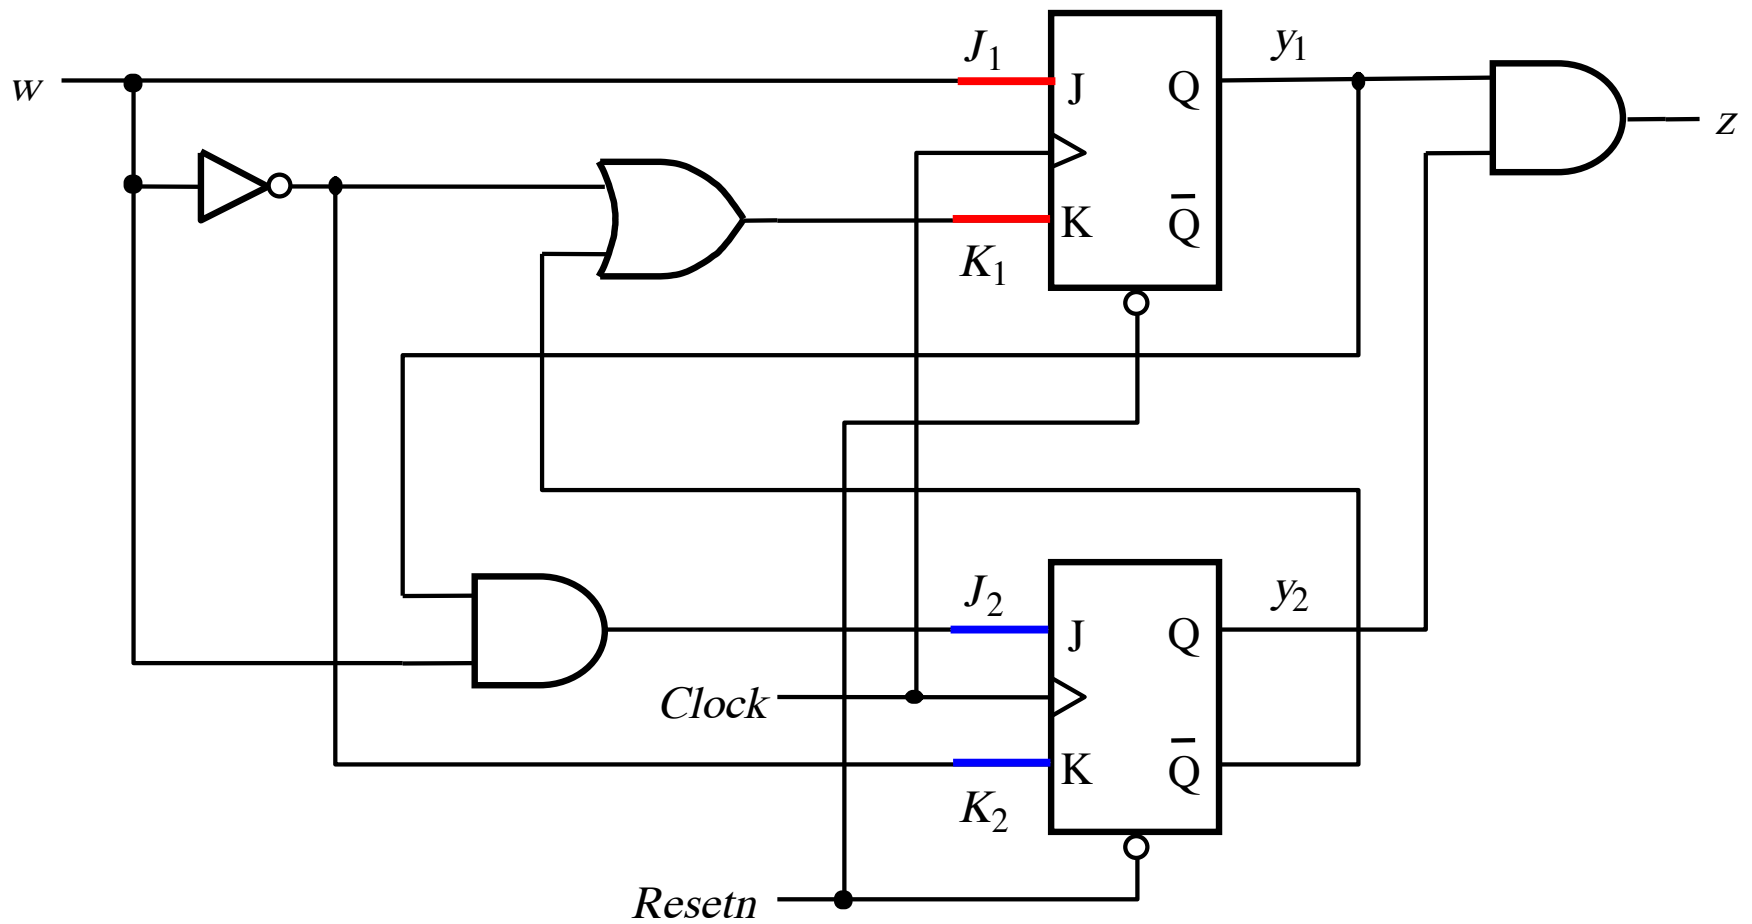 J₁ y₁
w J Q z
K Q̅
K₁
J₂ y₂
J Q
Clock
K Q̅
K₂
Resetn